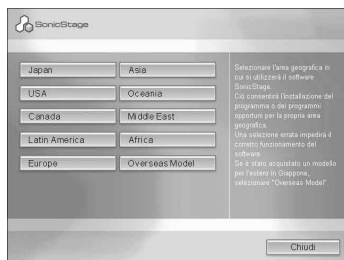 SonicStage
Japan
Asia
USA
Oceania
Canada
Middle East
Latin America
Africa
Europe
Overseas Model
Selezionare l'area geografica in
cui si utilizzerà il software
SonicStage.
Ciò consentirà l'installazione del
programma o dei programmi
opportuni per la propria area
geografica.
Una selezione errata impedirà il
corretto funzionamento del
software.
Se è stato acquistato un modello
per l'estero in Giappone,
selezionare "Overseas Model"
Chiudi